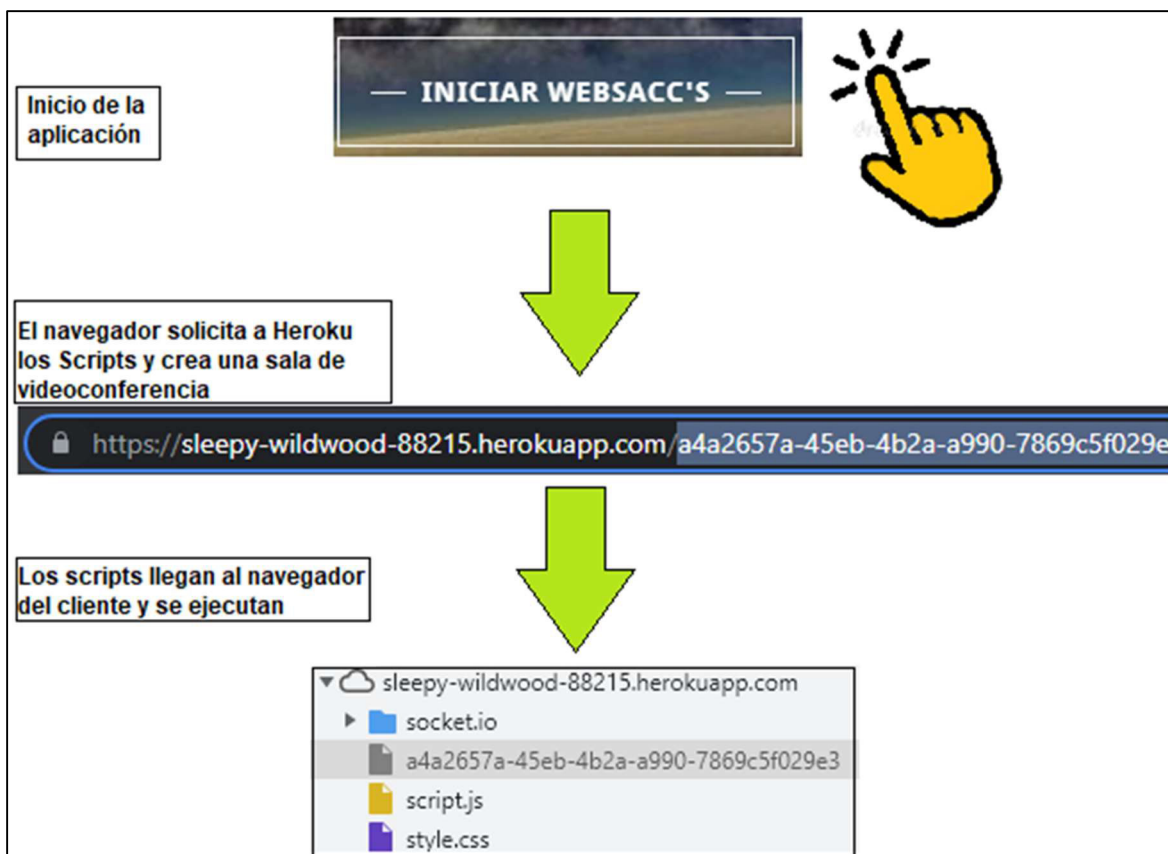 — INICIAR WEBSACC'S —
Inicio de la
aplicación
El navegador solicita a Heroku
los Scripts y crea una sala de
videoconferencia
https://sleepy-wildwood-88215.herokuapp.com/a4a2657a-45eb-4b2a-a990-7869c5f029e
Los scripts llegan al navegador
del cliente y se ejecutan
sleepy-wildwood-88215.herokuapp.com
socket.io
a4a2657a-45eb-4b2a-a990-7869c5f029e3
script.js
style.css